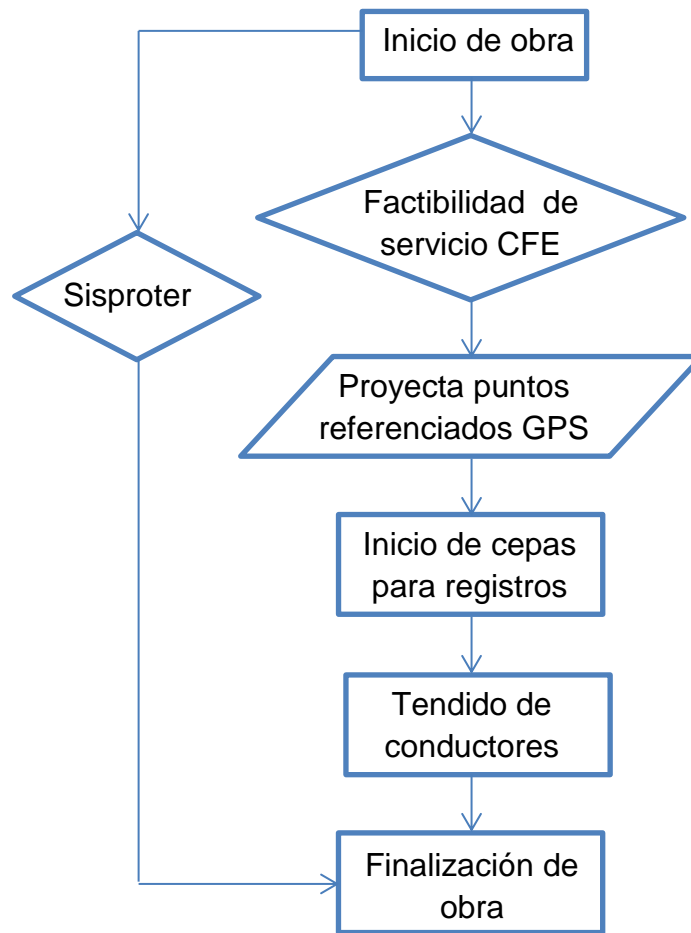 Inicio de obra
Factibilidad de
servicio CFE
Sisproter
Proyecta puntos
referenciados GPS
Inicio de cepas
para registros
Tendido de
conductores
Finalización de
obra